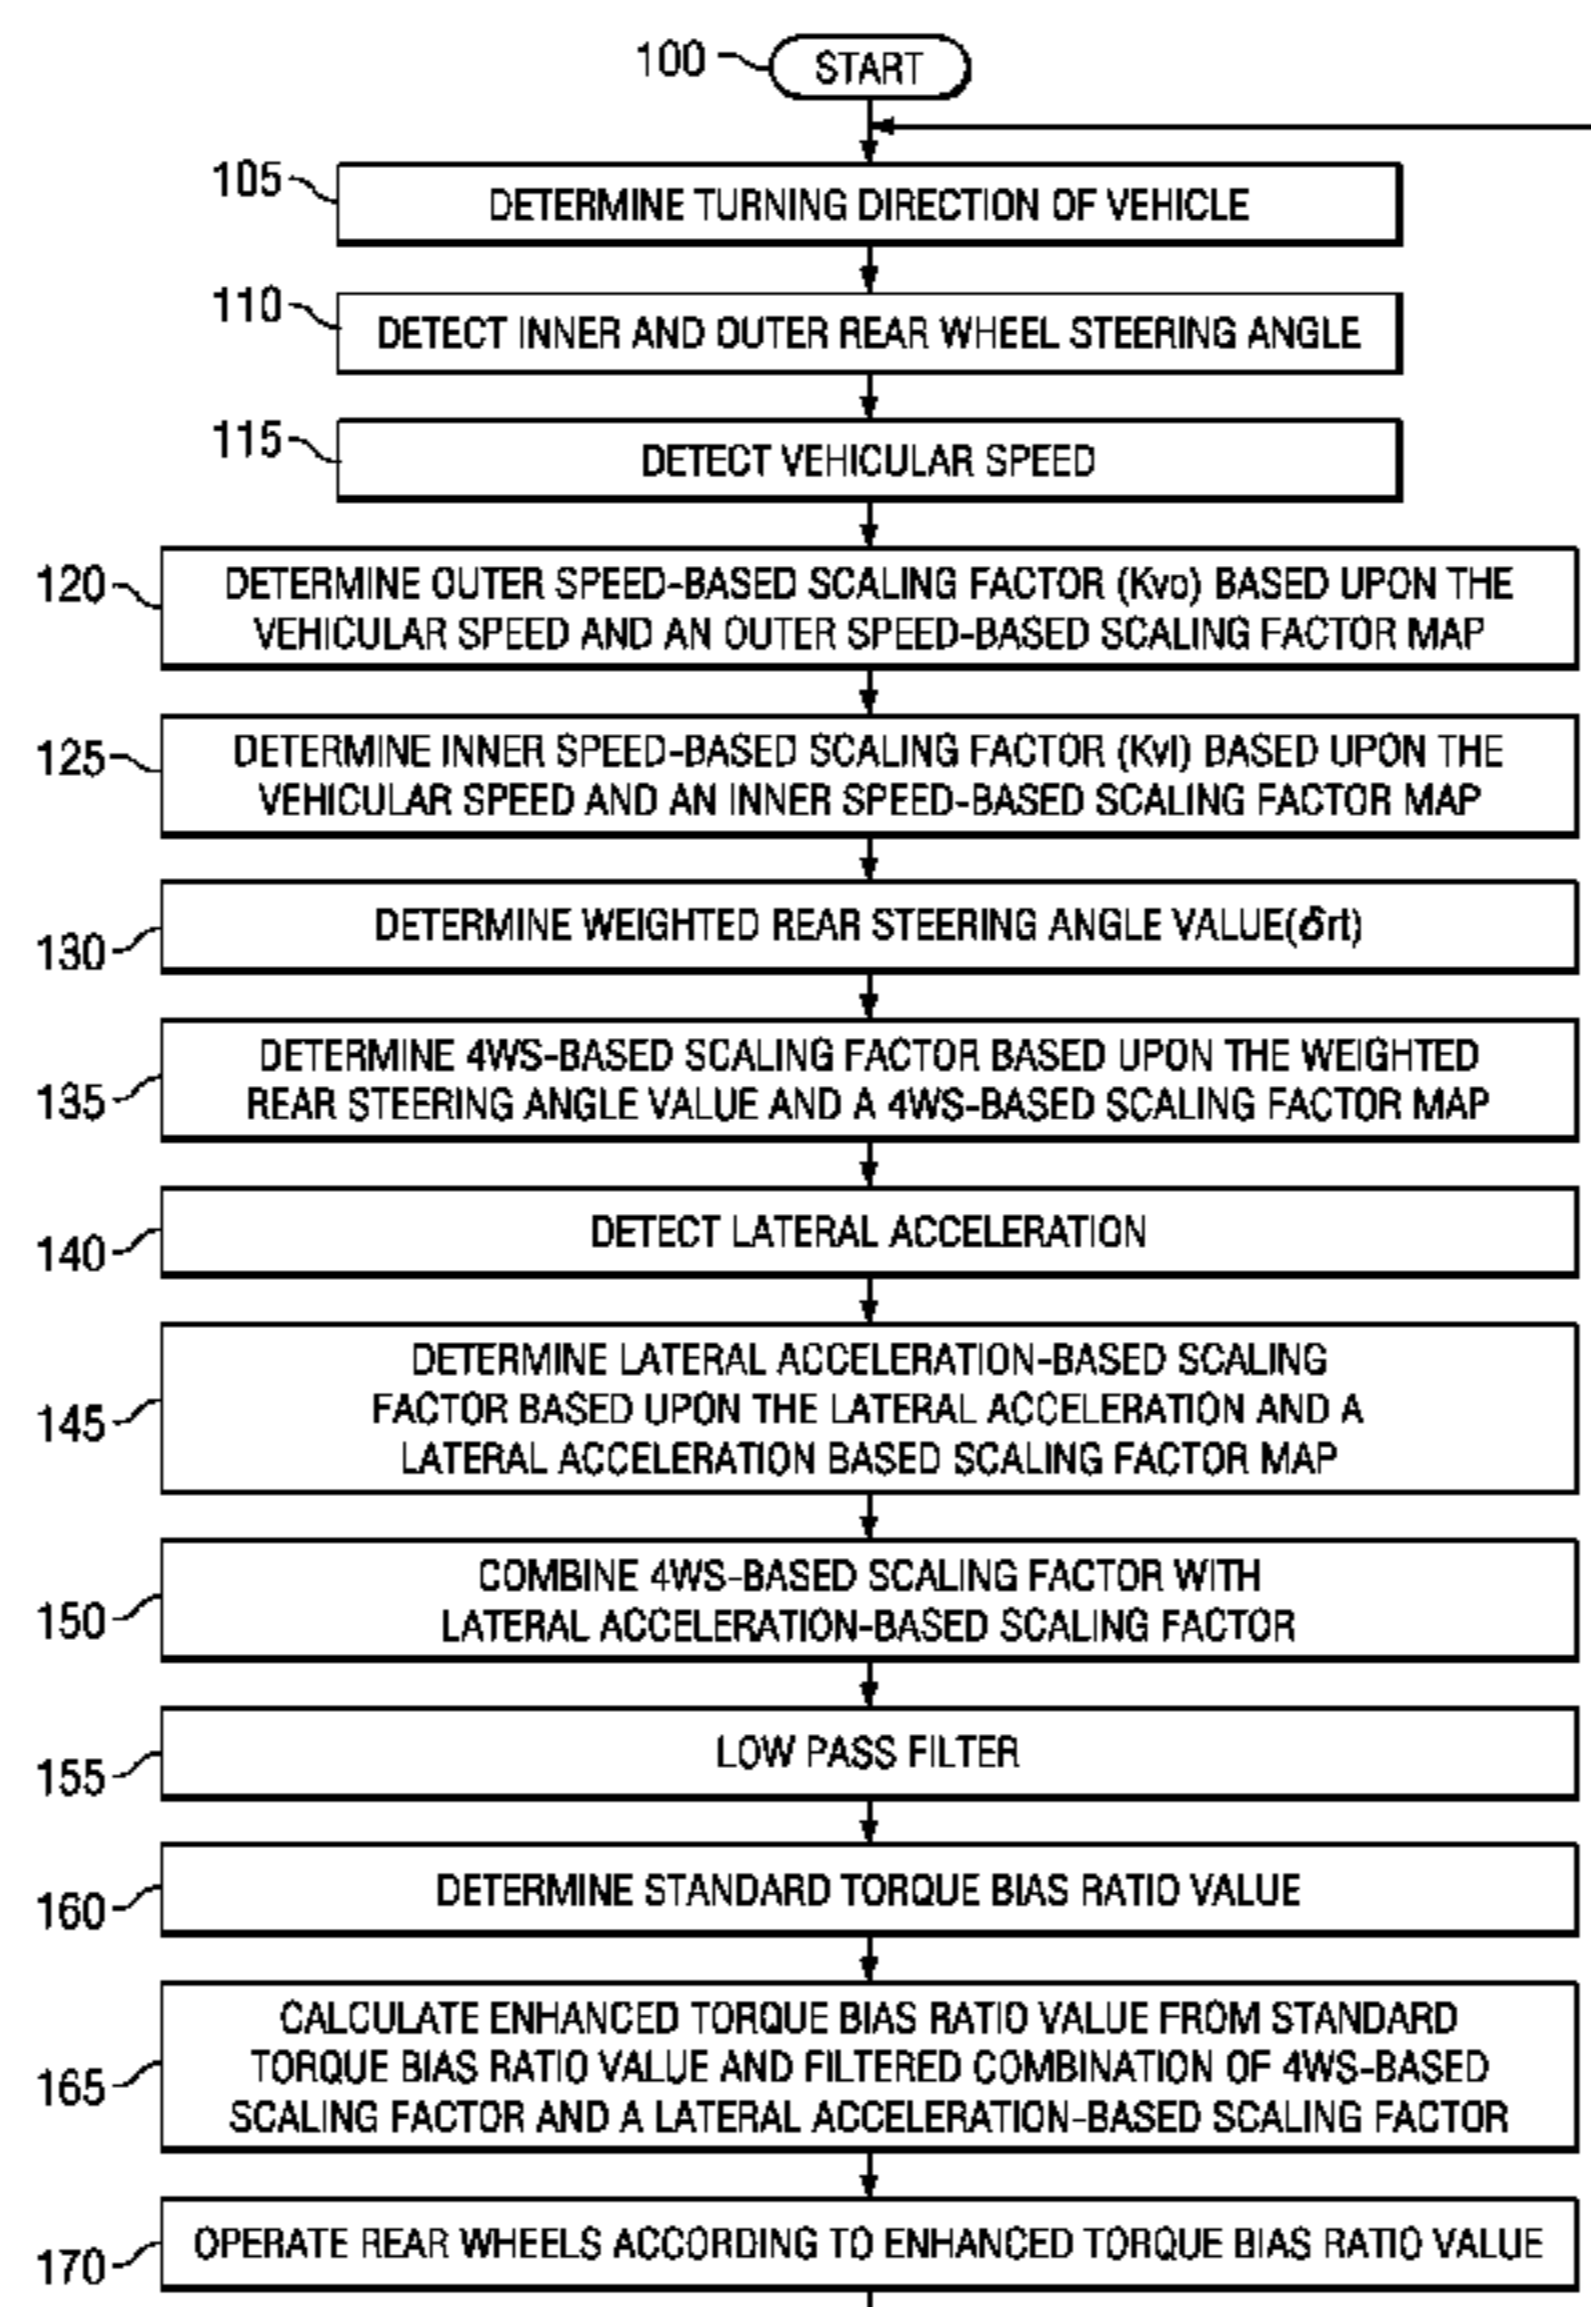 100
START
105
DETERMINE TURNING DIRECTION OF VEHICLE
110
DETECT INNER AND OUTER REAR WHEEL STEERING ANGLE
115
DETECT VEHICULAR SPEED
120
DETERMINE OUTER SPEED-BASED SCALING FACTOR (Kvo) BASED UPON THE
VEHICULAR SPEED AND AN OUTER SPEED-BASED SCALING FACTOR MAP
125
DETERMINE INNER SPEED-BASED SCALING FACTOR (KvI) BASED UPON THE
VEHICULAR SPEED AND AN INNER SPEED-BASED SCALING FACTOR MAP
130
DETERMINE WEIGHTED REAR STEERING ANGLE VALUE(δrt)
135
DETERMINE 4WS-BASED SCALING FACTOR BASED UPON THE WEIGHTED
REAR STEERING ANGLE VALUE AND A 4WS-BASED SCALING FACTOR MAP
140
DETECT LATERAL ACCELERATION
145
DETERMINE LATERAL ACCELERATION-BASED SCALING
FACTOR BASED UPON THE LATERAL ACCELERATION AND A
LATERAL ACCELERATION BASED SCALING FACTOR MAP
150
COMBINE 4WS-BASED SCALING FACTOR WITH
LATERAL ACCELERATION-BASED SCALING FACTOR
155
LOW PASS FILTER
160
DETERMINE STANDARD TORQUE BIAS RATIO VALUE
165
CALCULATE ENHANCED TORQUE BIAS RATIO VALUE FROM STANDARD
TORQUE BIAS RATIO VALUE AND FILTERED COMBINATION OF 4WS-BASED
SCALING FACTOR AND A LATERAL ACCELERATION-BASED SCALING FACTOR
170
OPERATE REAR WHEELS ACCORDING TO ENHANCED TORQUE BIAS RATIO VALUE